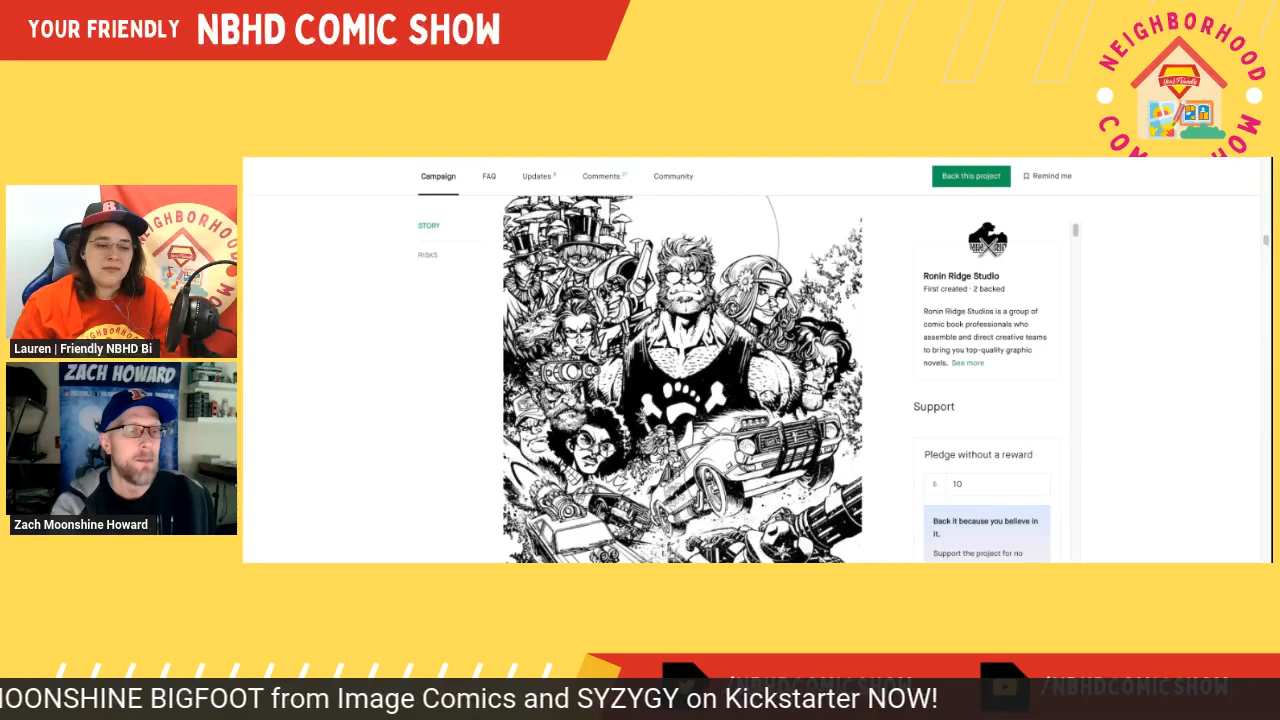 YOUR FRIENDLY NBHD COMIC SHOW
NEIGHBORHOOD
Your Friendly
Campaign FAQ Updates Comments Community Back this project Remind me
STORY
RISKS
Ronin Ridge Studio
First created · 2 backed
Ronin Ridge Studios is a group of
comic book professionals who
assemble and direct creative teams
to bring you top-quality graphic
novels. See more
Support
Pledge without a reward
$ 10
Back it because you believe in
it.
Support the project for no
NEIGHBORHOOD
Lauren | Friendly NBHD Bi
ZACH HOWARD
Zach Moonshine Howard
/NBHDCOMICSHOW /NBHDCOMICSHOW
MOONSHINE BIGFOOT from Image Comics and SYZYGY on Kickstarter NOW!